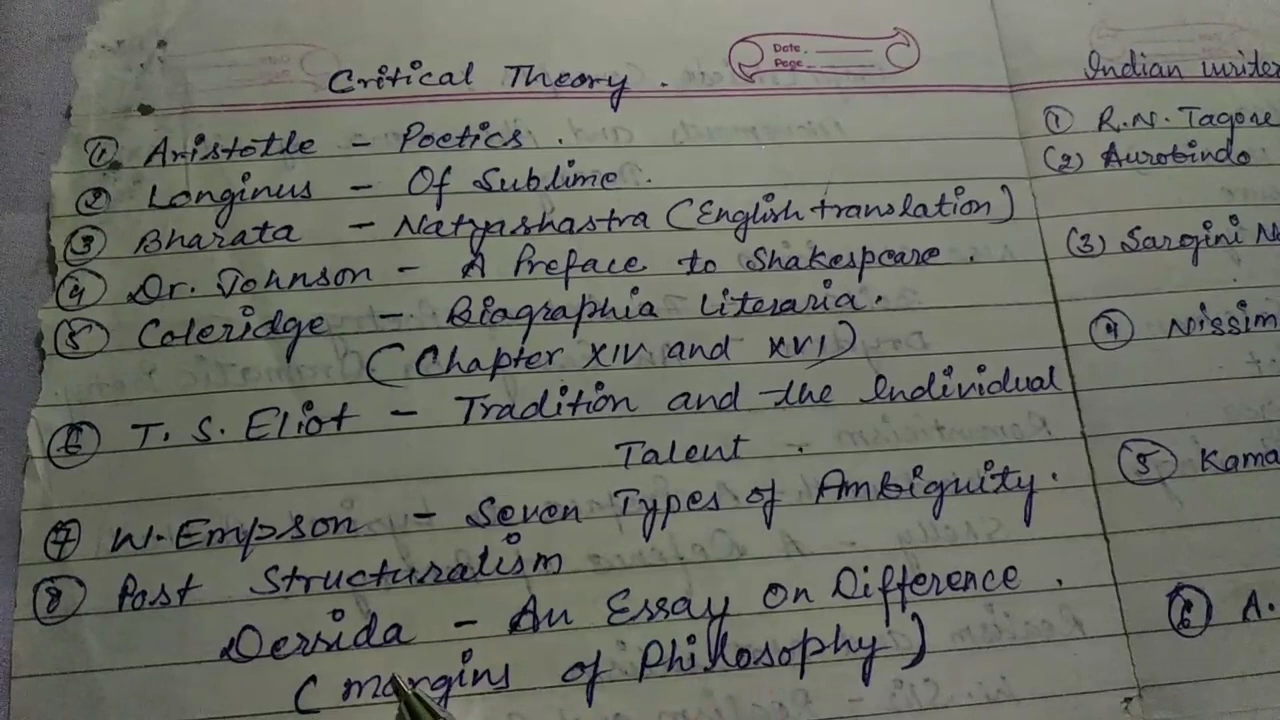 Date.
Page.
Critical Theory.
① Aristotle - Poetics.
② Longinus - Of Sublime.
③ Bharata - Natyashastra (English translation)
④ Dr. Johnson - A Preface to Shakespeare.
⑤ Coleridge - Biagraphia Literaria.
(Chapter XIV and XVI)
⑥ T. S. Eliot - Tradition and the Individual
Talent.
⑦ W. Empson - Seven Types of Ambiguity.
⑧ Post Structuralism
Derrida - An Essay on Difference.
(Margins of Philosophy)
Indian writer
① R.N. Tagore
(2) Aurobindo
(3) Sarojini Na
④ Nissim
⑤ Kama
⑥ A.